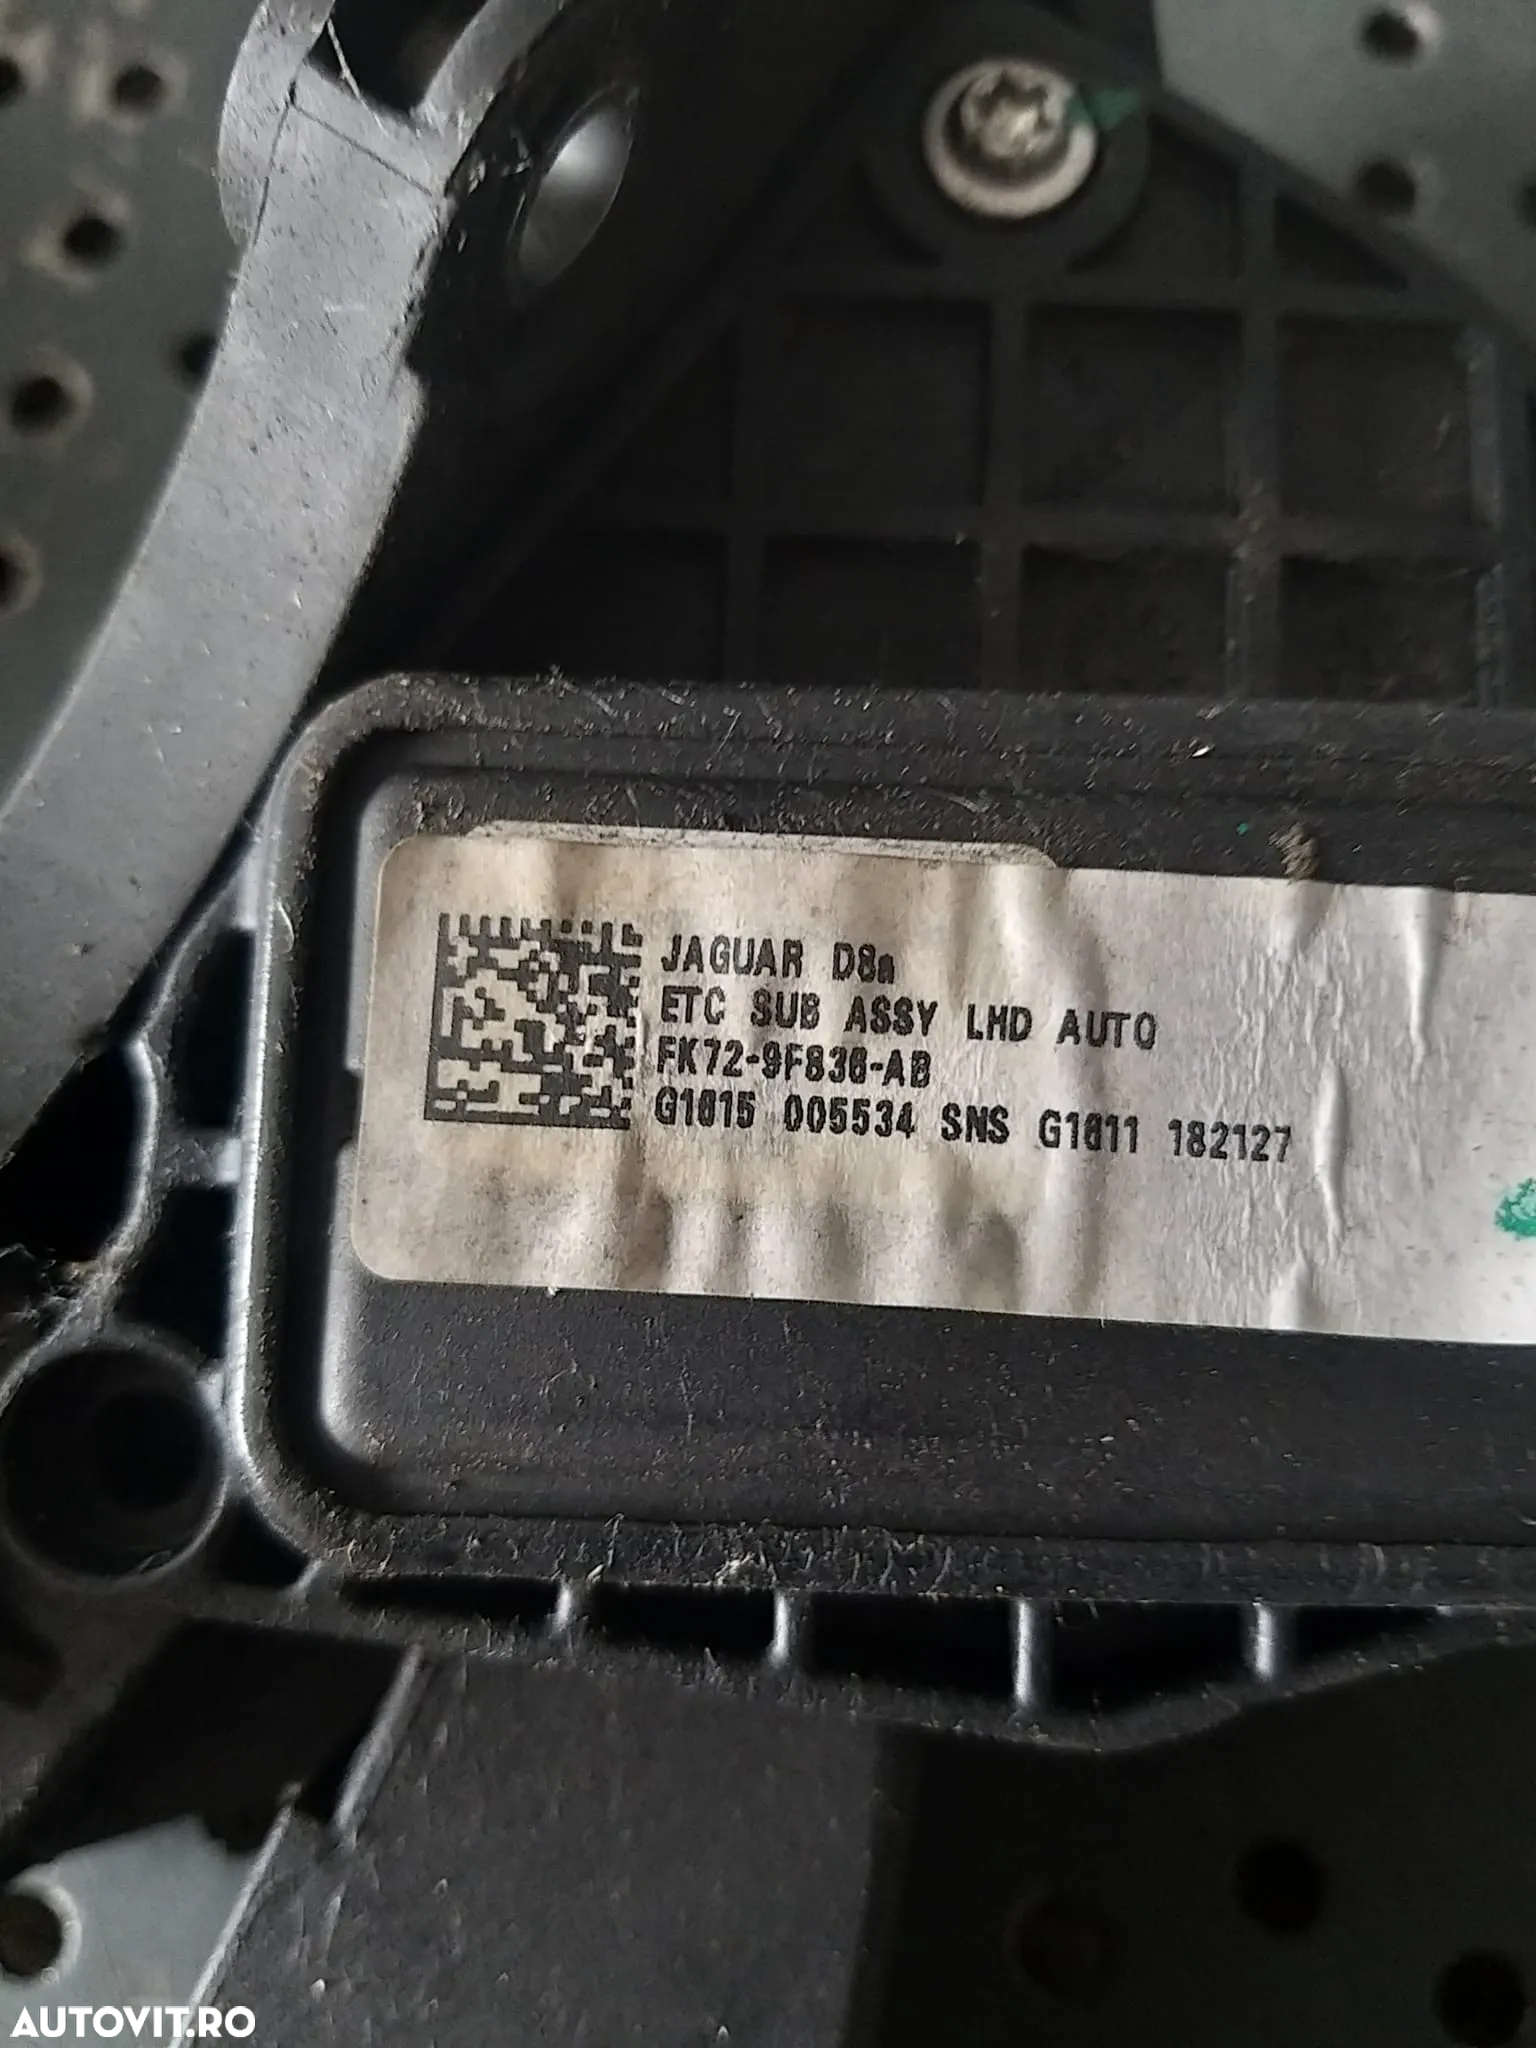 JAGUAR D8a
ETC SUB ASSY LHD AUTO
FK72-9F836-AB
G1615 005534 SNS G1611 182127
AUTOVIT.RO